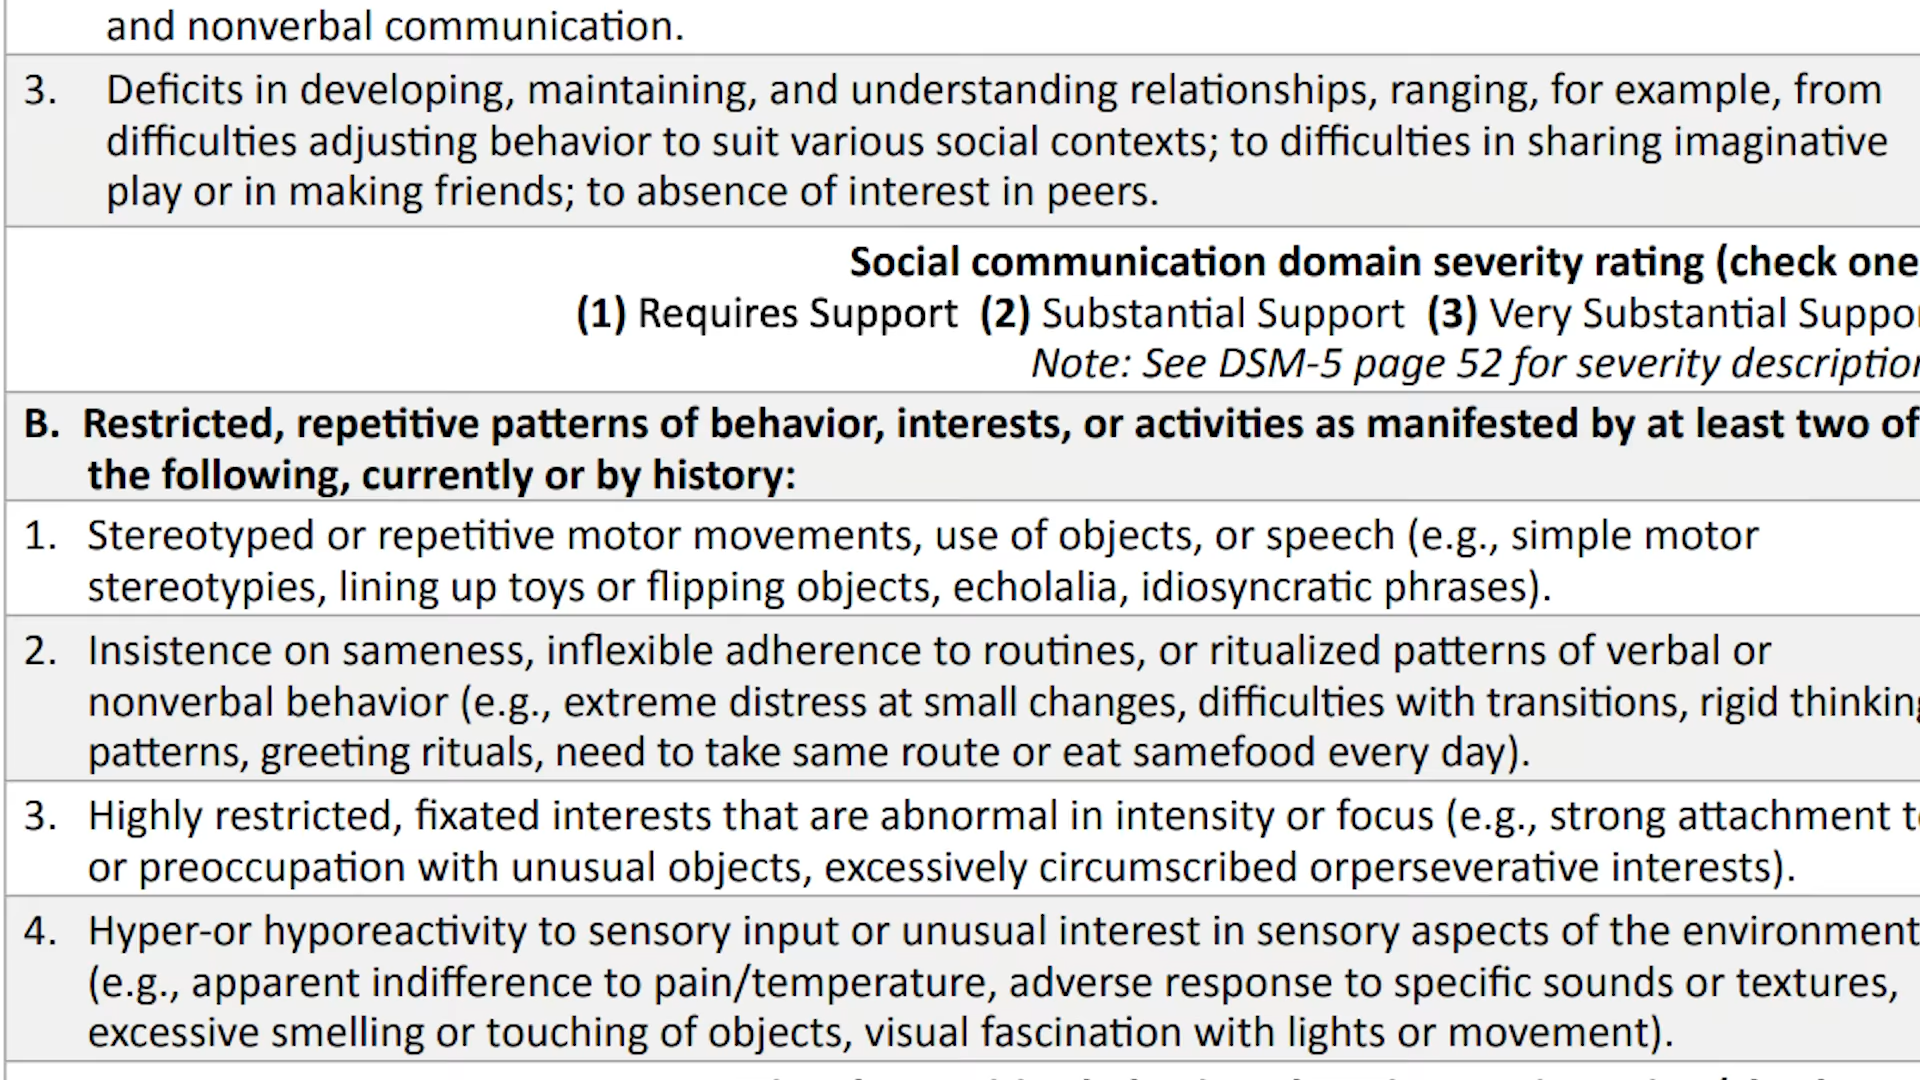 and nonverbal communication.
3. Deficits in developing, maintaining, and understanding relationships, ranging, for example, from
difficulties adjusting behavior to suit various social contexts; to difficulties in sharing imaginative
play or in making friends; to absence of interest in peers.
Social communication domain severity rating (check one
(1) Requires Support (2) Substantial Support (3) Very Substantial Suppor
Note: See DSM-5 page 52 for severity description
B. Restricted, repetitive patterns of behavior, interests, or activities as manifested by at least two of
the following, currently or by history:
1. Stereotyped or repetitive motor movements, use of objects, or speech (e.g., simple motor
stereotypies, lining up toys or flipping objects, echolalia, idiosyncratic phrases).
2. Insistence on sameness, inflexible adherence to routines, or ritualized patterns of verbal or
nonverbal behavior (e.g., extreme distress at small changes, difficulties with transitions, rigid thinking
patterns, greeting rituals, need to take same route or eat samefood every day).
3. Highly restricted, fixated interests that are abnormal in intensity or focus (e.g., strong attachment to
or preoccupation with unusual objects, excessively circumscribed orperseverative interests).
4. Hyper-or hyporeactivity to sensory input or unusual interest in sensory aspects of the environment
(e.g., apparent indifference to pain/temperature, adverse response to specific sounds or textures,
excessive smelling or touching of objects, visual fascination with lights or movement).